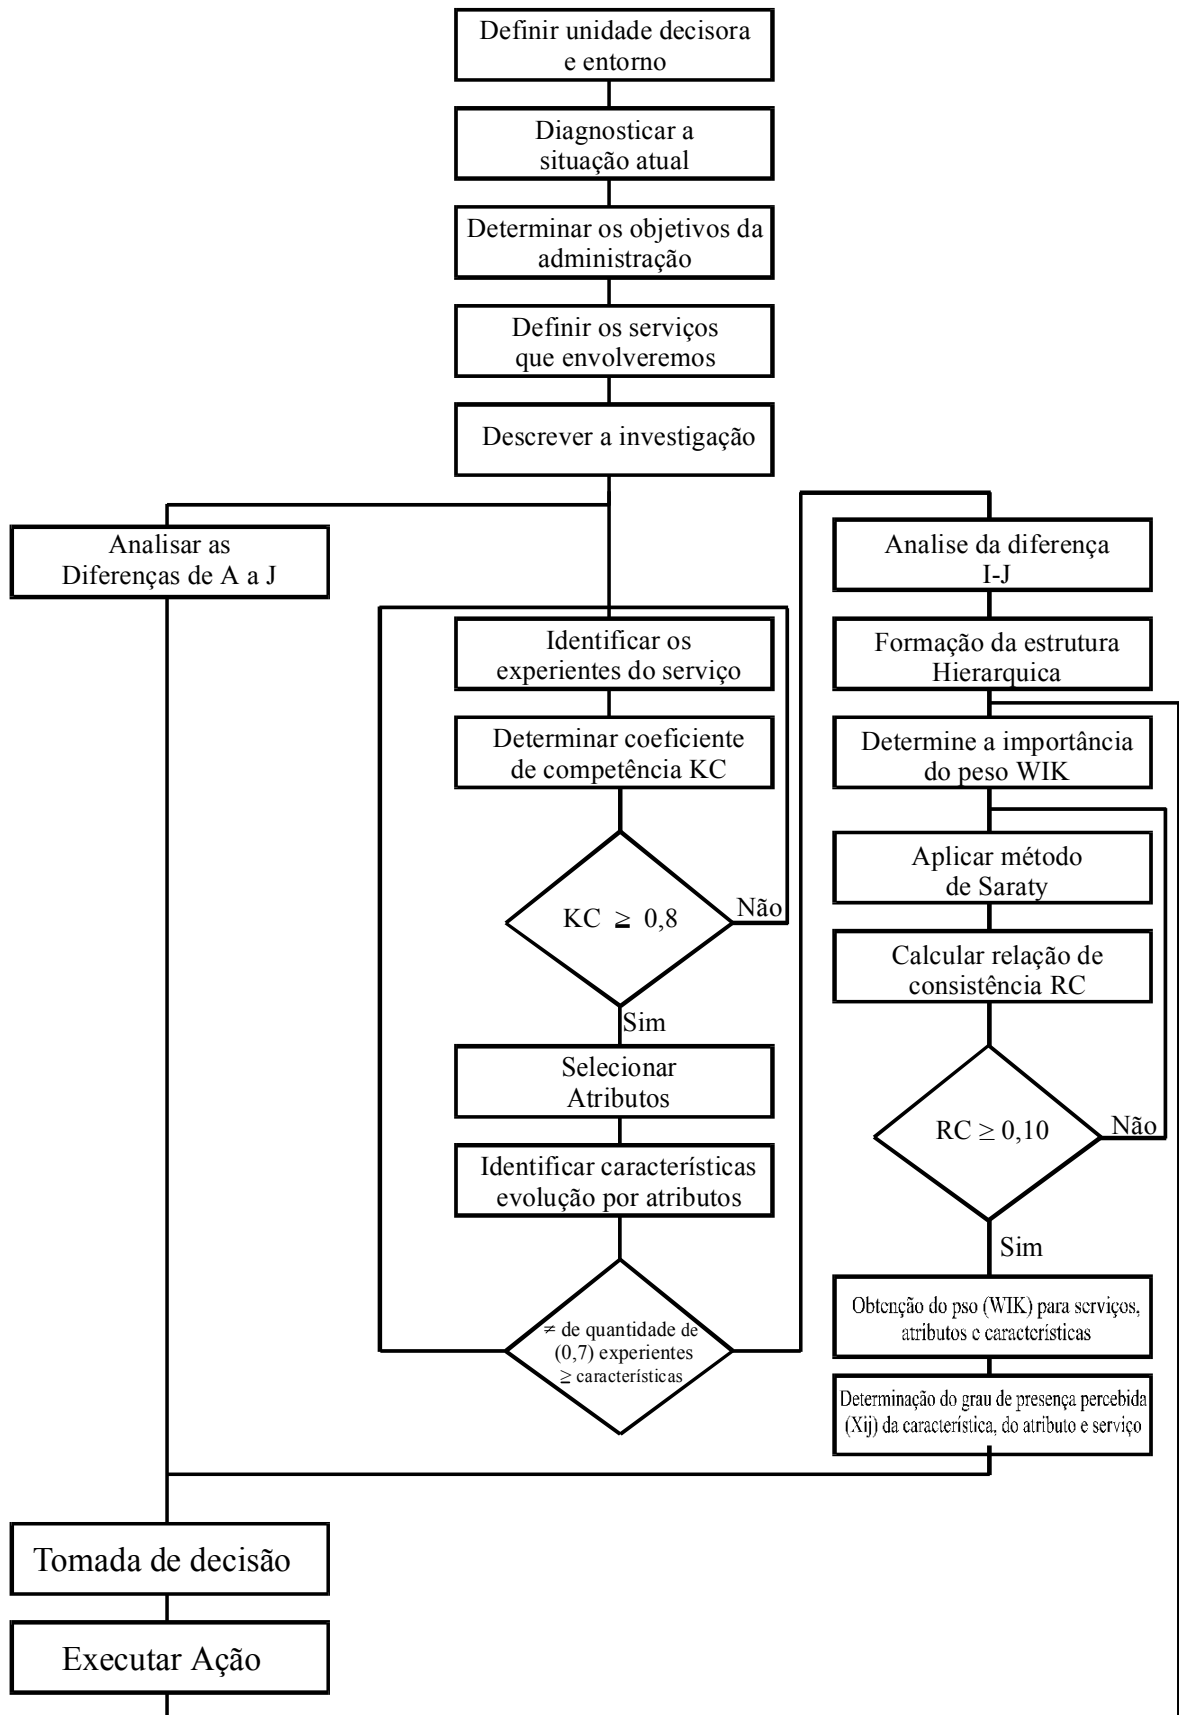 Definir unidade decisora
e entorno
Diagnosticar a
situação atual
Determinar os objetivos da
administração
Definir os serviços
que envolveremos
Descrever a investigação
Analisar as
Diferenças de A a J
Identificar os
experientes do serviço
Determinar coeficiente
de competência KC
KC ≥ 0,8
Não
Sim
Selecionar
Atributos
Identificar característícas
evolução por atributos
≠ de quantidade de
(0,7) experientes
≥ característícas
Analise da diferença
I-J
Formação da estrutura
Hierarquica
Determine a importância
do peso WIK
Aplicar método
de Saraty
Calcular relação de
consistência RC
RC ≥ 0,10
Não
Sim
Obtenção do pso (WIK) para serviços,
atributos e característícas
Determinação do grau de presença percebida
(Xij) da característica, do atributo e serviço
Tomada de decisão
Executar Ação